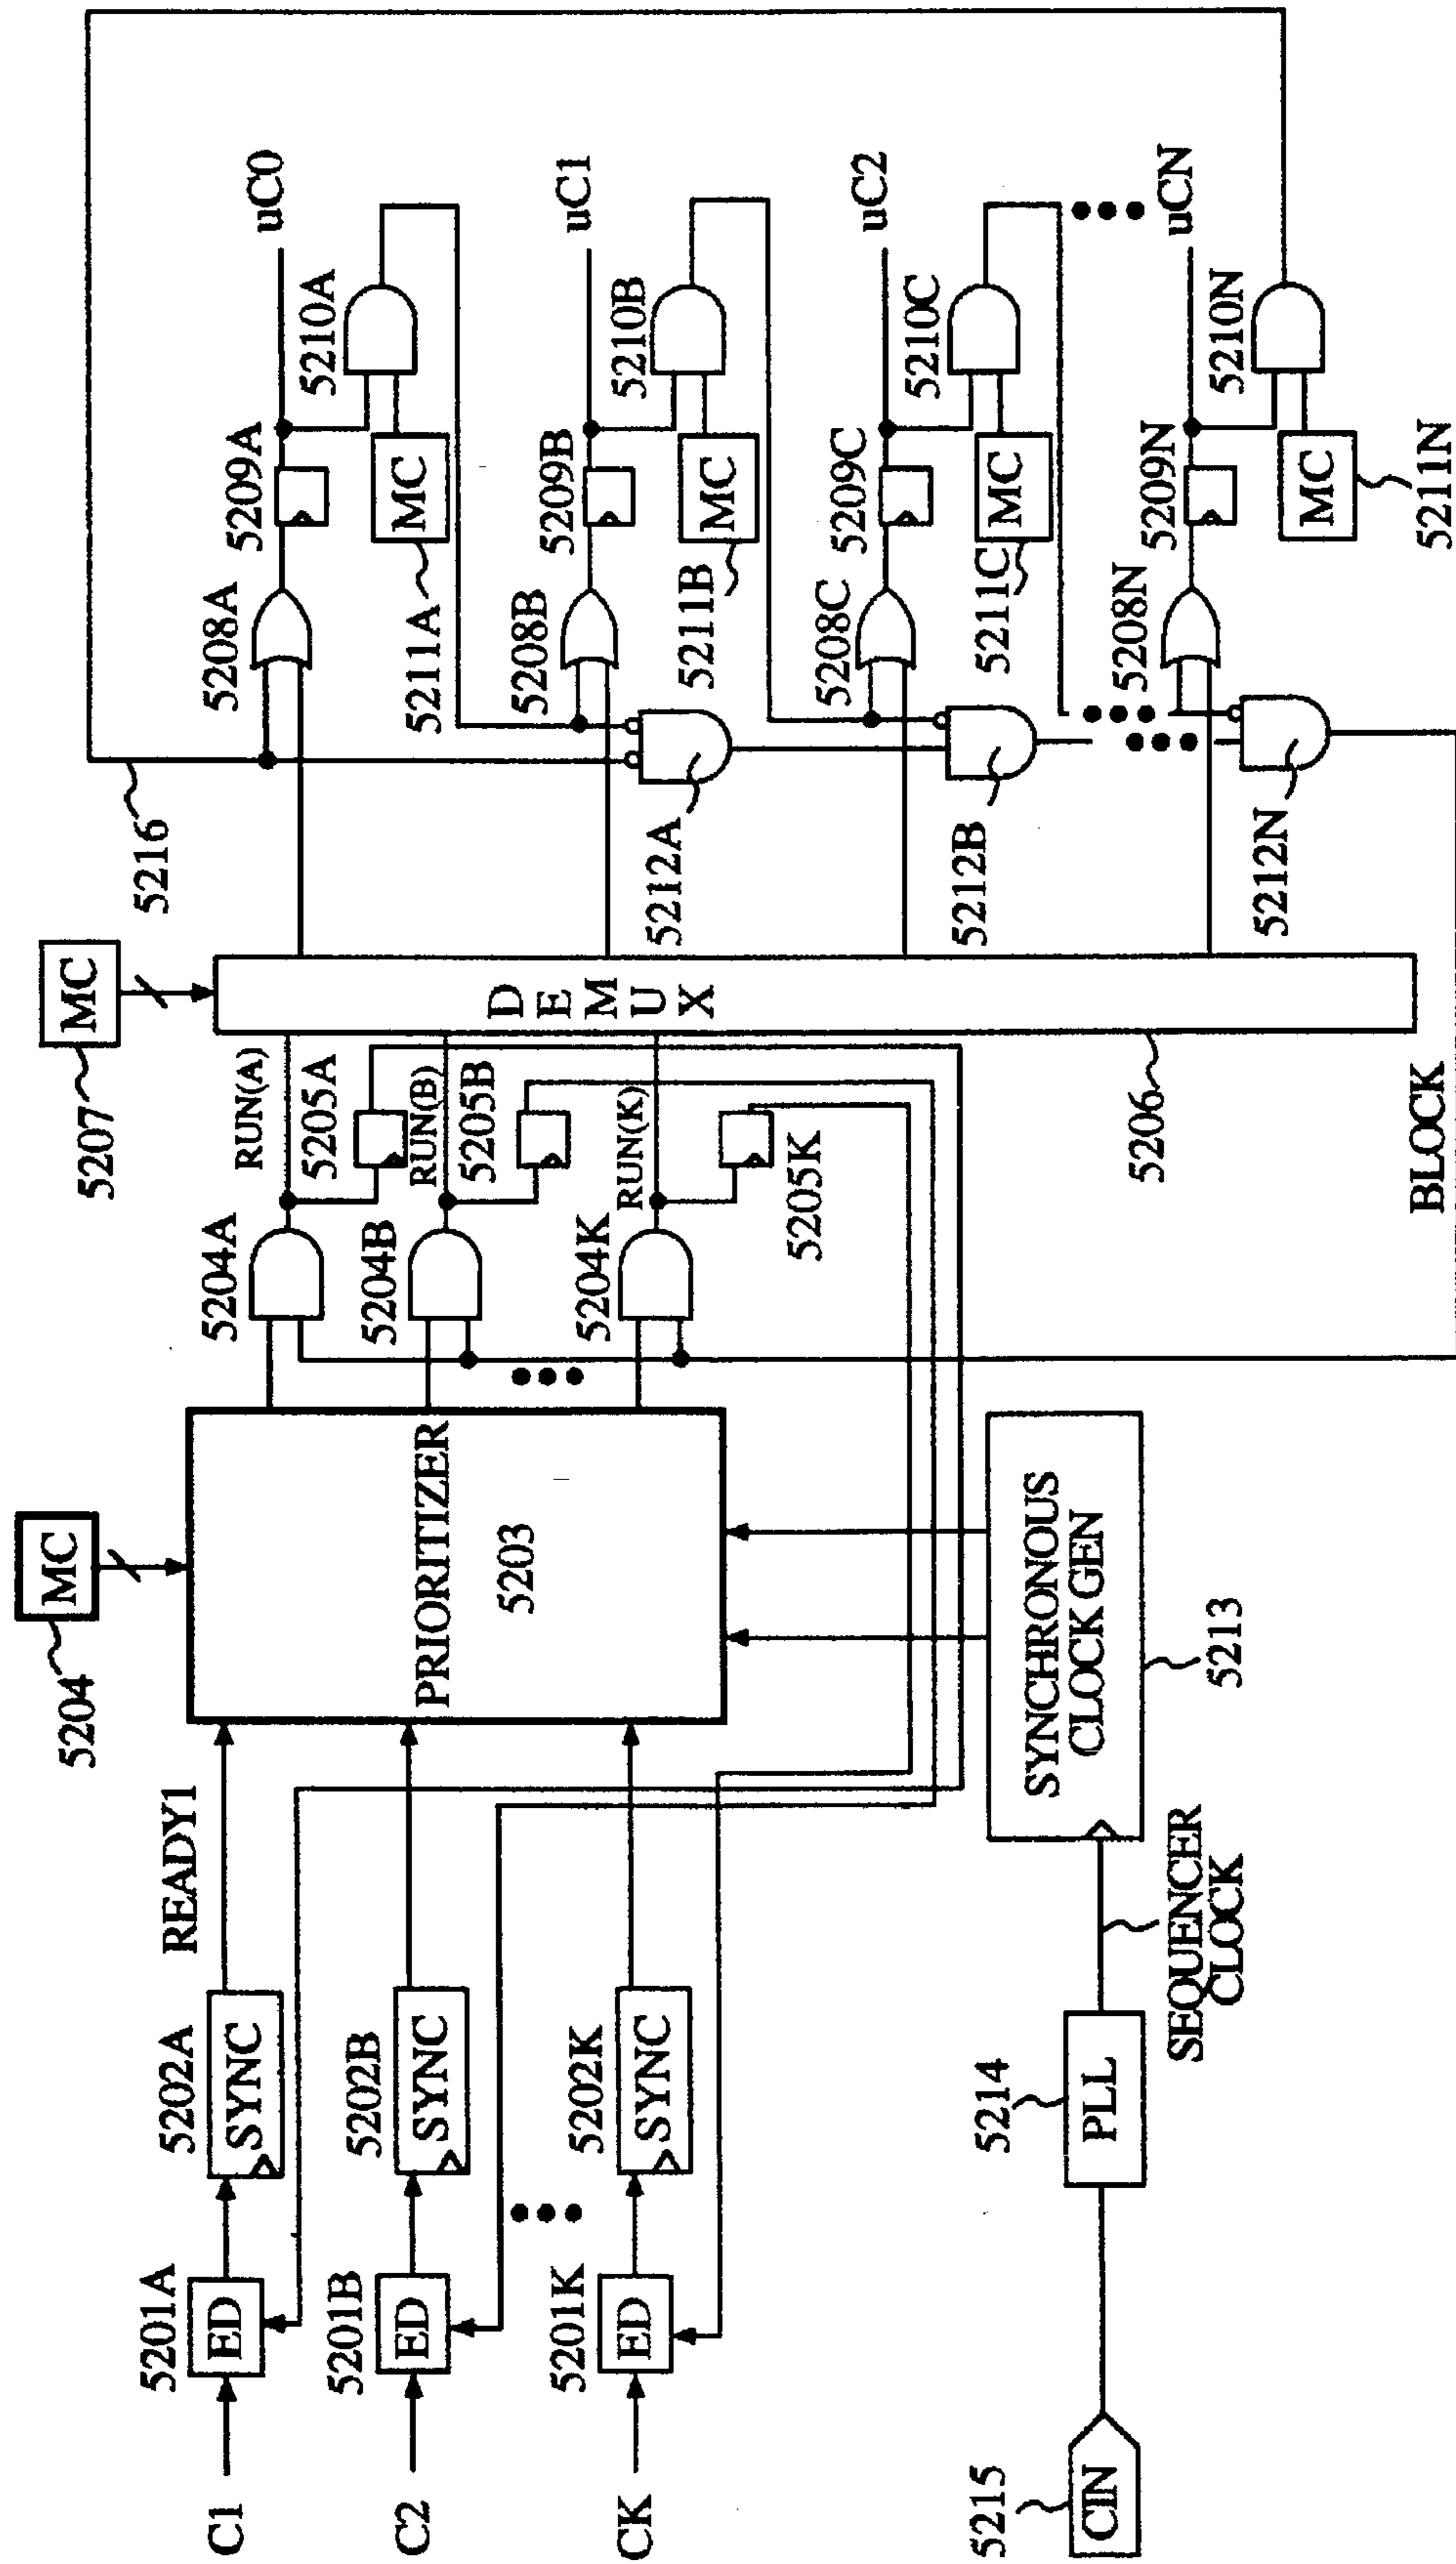 C1
C2
CK
5215
CIN
5201A
ED
5201B
ED
5201K
ED
5202A
SYNC
5202B
SYNC
5202K
SYNC
5214
PLL
SEQUENCER
CLOCK
READY1
5204
MC
PRIORITIZER
5203
SYNCHRONOUS
CLOCK GEN
5213
5204A
5204B
5204K
RUN(A)
5205A
RUN(B)
5205B
RUN(K)
5205K
5207
MC
DEMUX
5206
BLOCK
5216
5212A
5212B
5212N
5208A
5208B
5208C
5208N
5211A
MC
5211B
MC
5211C
MC
5211N
MC
5209A
5209B
5209C
5209N
5210A
5210B
5210C
5210N
uC0
uC1
uC2
uCN